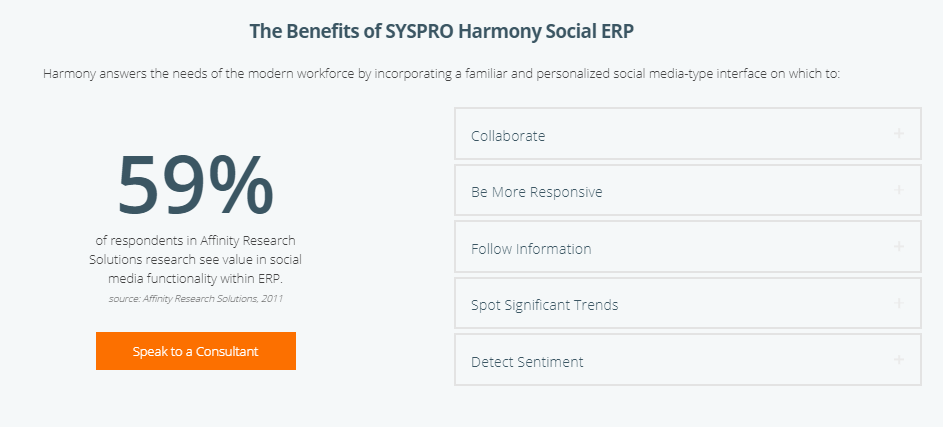 The Benefits of SYSPRO Harmony Social ERP
Harmony answers the needs of the modern workforce by incorporating a familiar and personalized social media-type interface on which to:
59%
of respondents in Affinity Research
Solutions research see value in social
media functionality within ERP.
source: Affinity Research Solutions, 2011
Speak to a Consultant
Collaborate +
Be More Responsive +
Follow Information +
Spot Significant Trends +
Detect Sentiment +